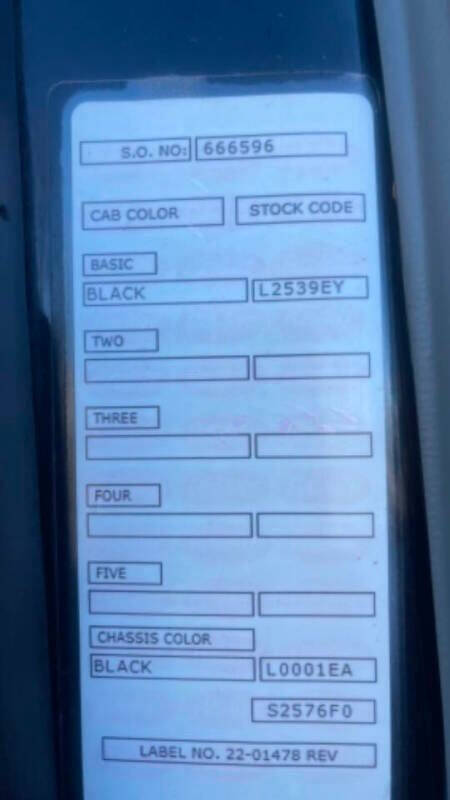 S.O. NO: 666596
CAB COLOR STOCK CODE
BASIC
BLACK L2539EY
TWO
THREE
FOUR
FIVE
CHASSIS COLOR
BLACK L0001EA
S2576F0
LABEL NO. 22-01478 REV